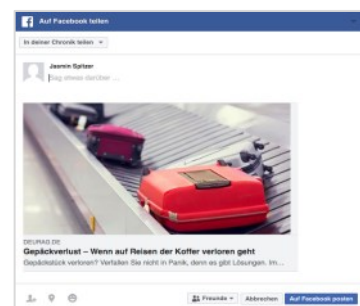 Auf Facebook teilen
In deiner Chronik teilen
Jasmin Spitzer
Sag etwas darüber ...
DEURAG.DE
Gepäckverlust – Wenn auf Reisen der Koffer verloren geht
Gepäckstück verloren? Verfallen Sie nicht in Panik, denn es gibt Lösungen. Im...
Freunde
Abbrechen
Auf Facebook posten